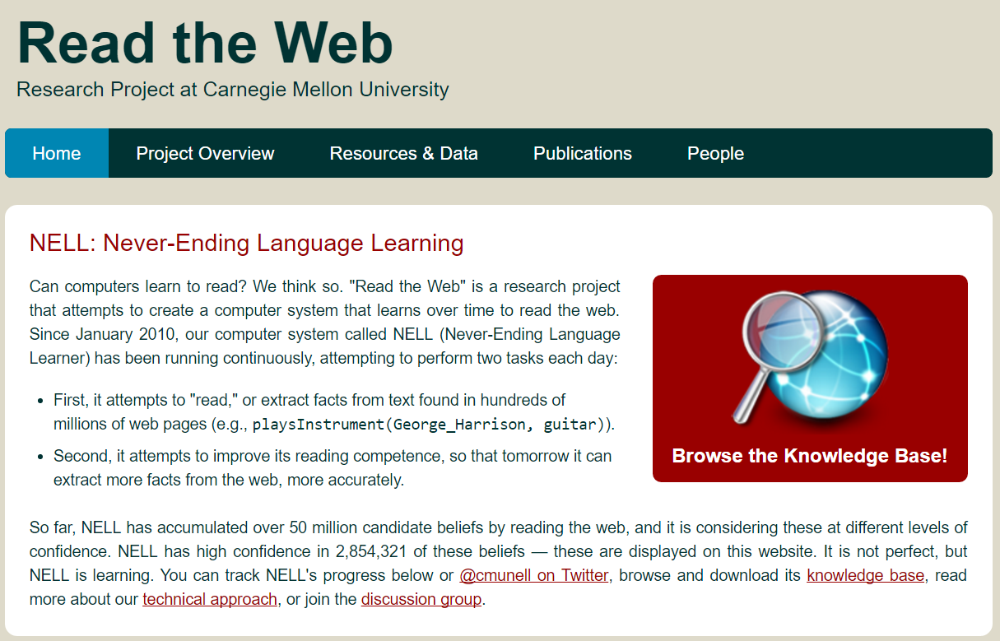 Read the Web
Research Project at Carnegie Mellon University
Home Project Overview Resources & Data Publications People
NELL: Never-Ending Language Learning
Can computers learn to read? We think so. "Read the Web" is a research project
that attempts to create a computer system that learns over time to read the web.
Since January 2010, our computer system called NELL (Never-Ending Language
Learner) has been running continuously, attempting to perform two tasks each day:
• First, it attempts to "read," or extract facts from text found in hundreds of
millions of web pages (e.g., playsInstrument(George_Harrison, guitar)).
• Second, it attempts to improve its reading competence, so that tomorrow it can
extract more facts from the web, more accurately.
Browse the Knowledge Base!
So far, NELL has accumulated over 50 million candidate beliefs by reading the web, and it is considering these at different levels of
confidence. NELL has high confidence in 2,854,321 of these beliefs — these are displayed on this website. It is not perfect, but
NELL is learning. You can track NELL's progress below or @cmunell on Twitter, browse and download its knowledge base, read
more about our technical approach, or join the discussion group.